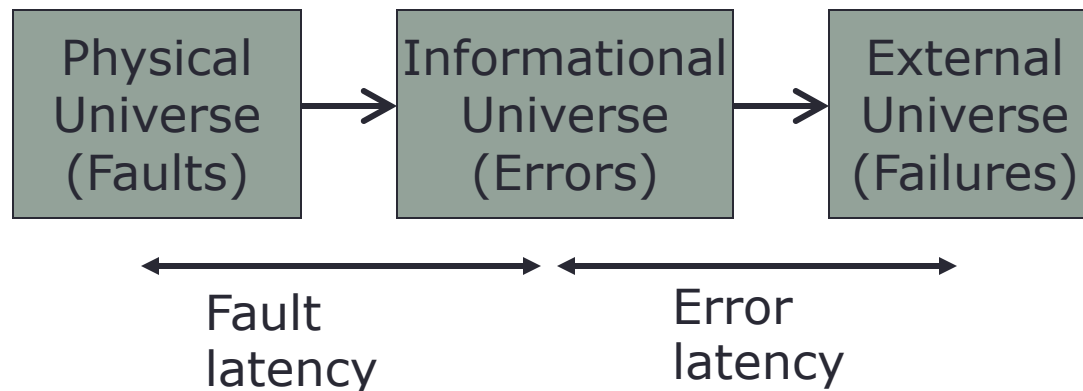 Physical
Universe
(Faults)
Informational
Universe
(Errors)
External
Universe
(Failures)
Fault
latency
Error
latency